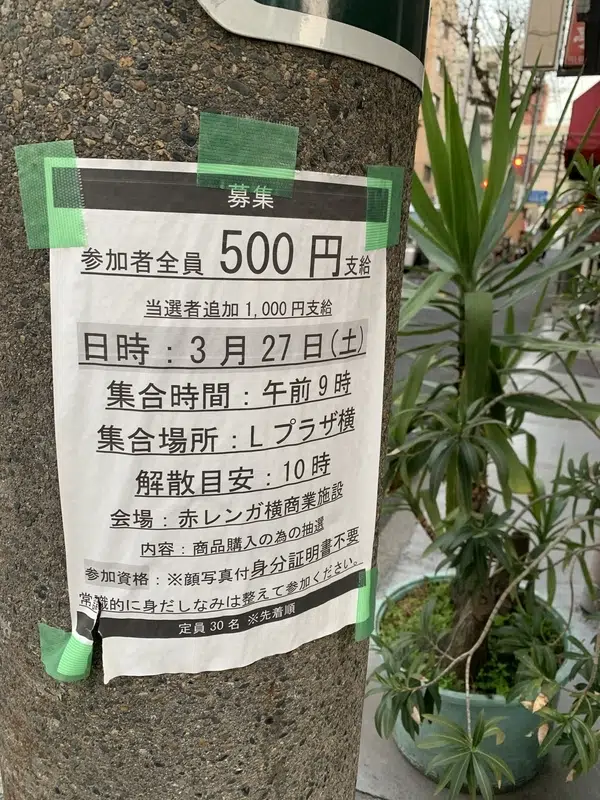 募集
参加者全員 500 円支給
当選者追加 1,000 円支給
日時：3月27日(土)
集合時間：午前9時
集合場所：Lプラザ横
解散目安：10時
会場：赤レンガ横商業施設
内容：商品購入の為の抽選
参加資格：※顔写真付身分証明書不要
常識的に身だしなみは整えて参加ください。
定員30名 ※先着順